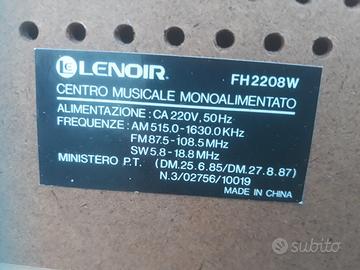 LENOIR. FH2208W
CENTRO MUSICALE MONOALIMENTATO
ALIMENTAZIONE : CA 220V, 50Hz
FREQUENZE : AM 515.0-1630.0 KHz
FM 87.5 - 108.5 MHz
SW 5.8 - 18.8 MHz
MINISTERO P.T. (DM.25.6.85/DM.27.8.87)
N.3/02756/10019
MADE IN CHINA
subito